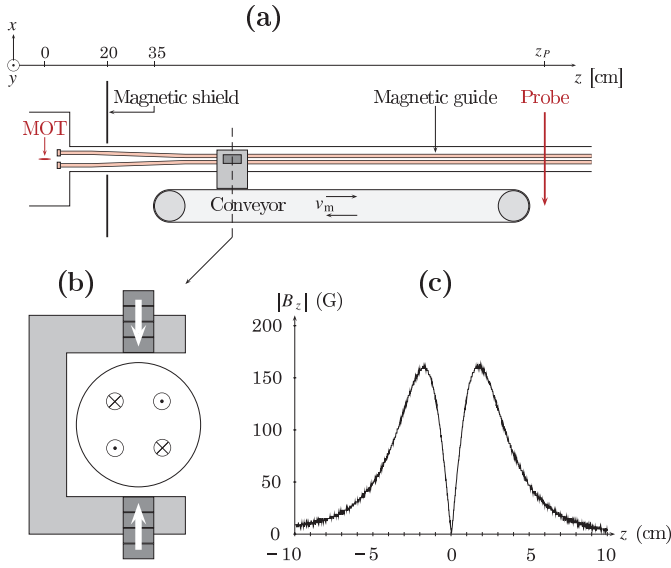 (a)
x
0 20 35 z_P
y z [cm]
Magnetic shield Magnetic guide Probe
MOT
Conveyor v_m
(b) (c)
|B_z| (G)
200
150
100
50
0
−10 −5 0 5 10 z (cm)